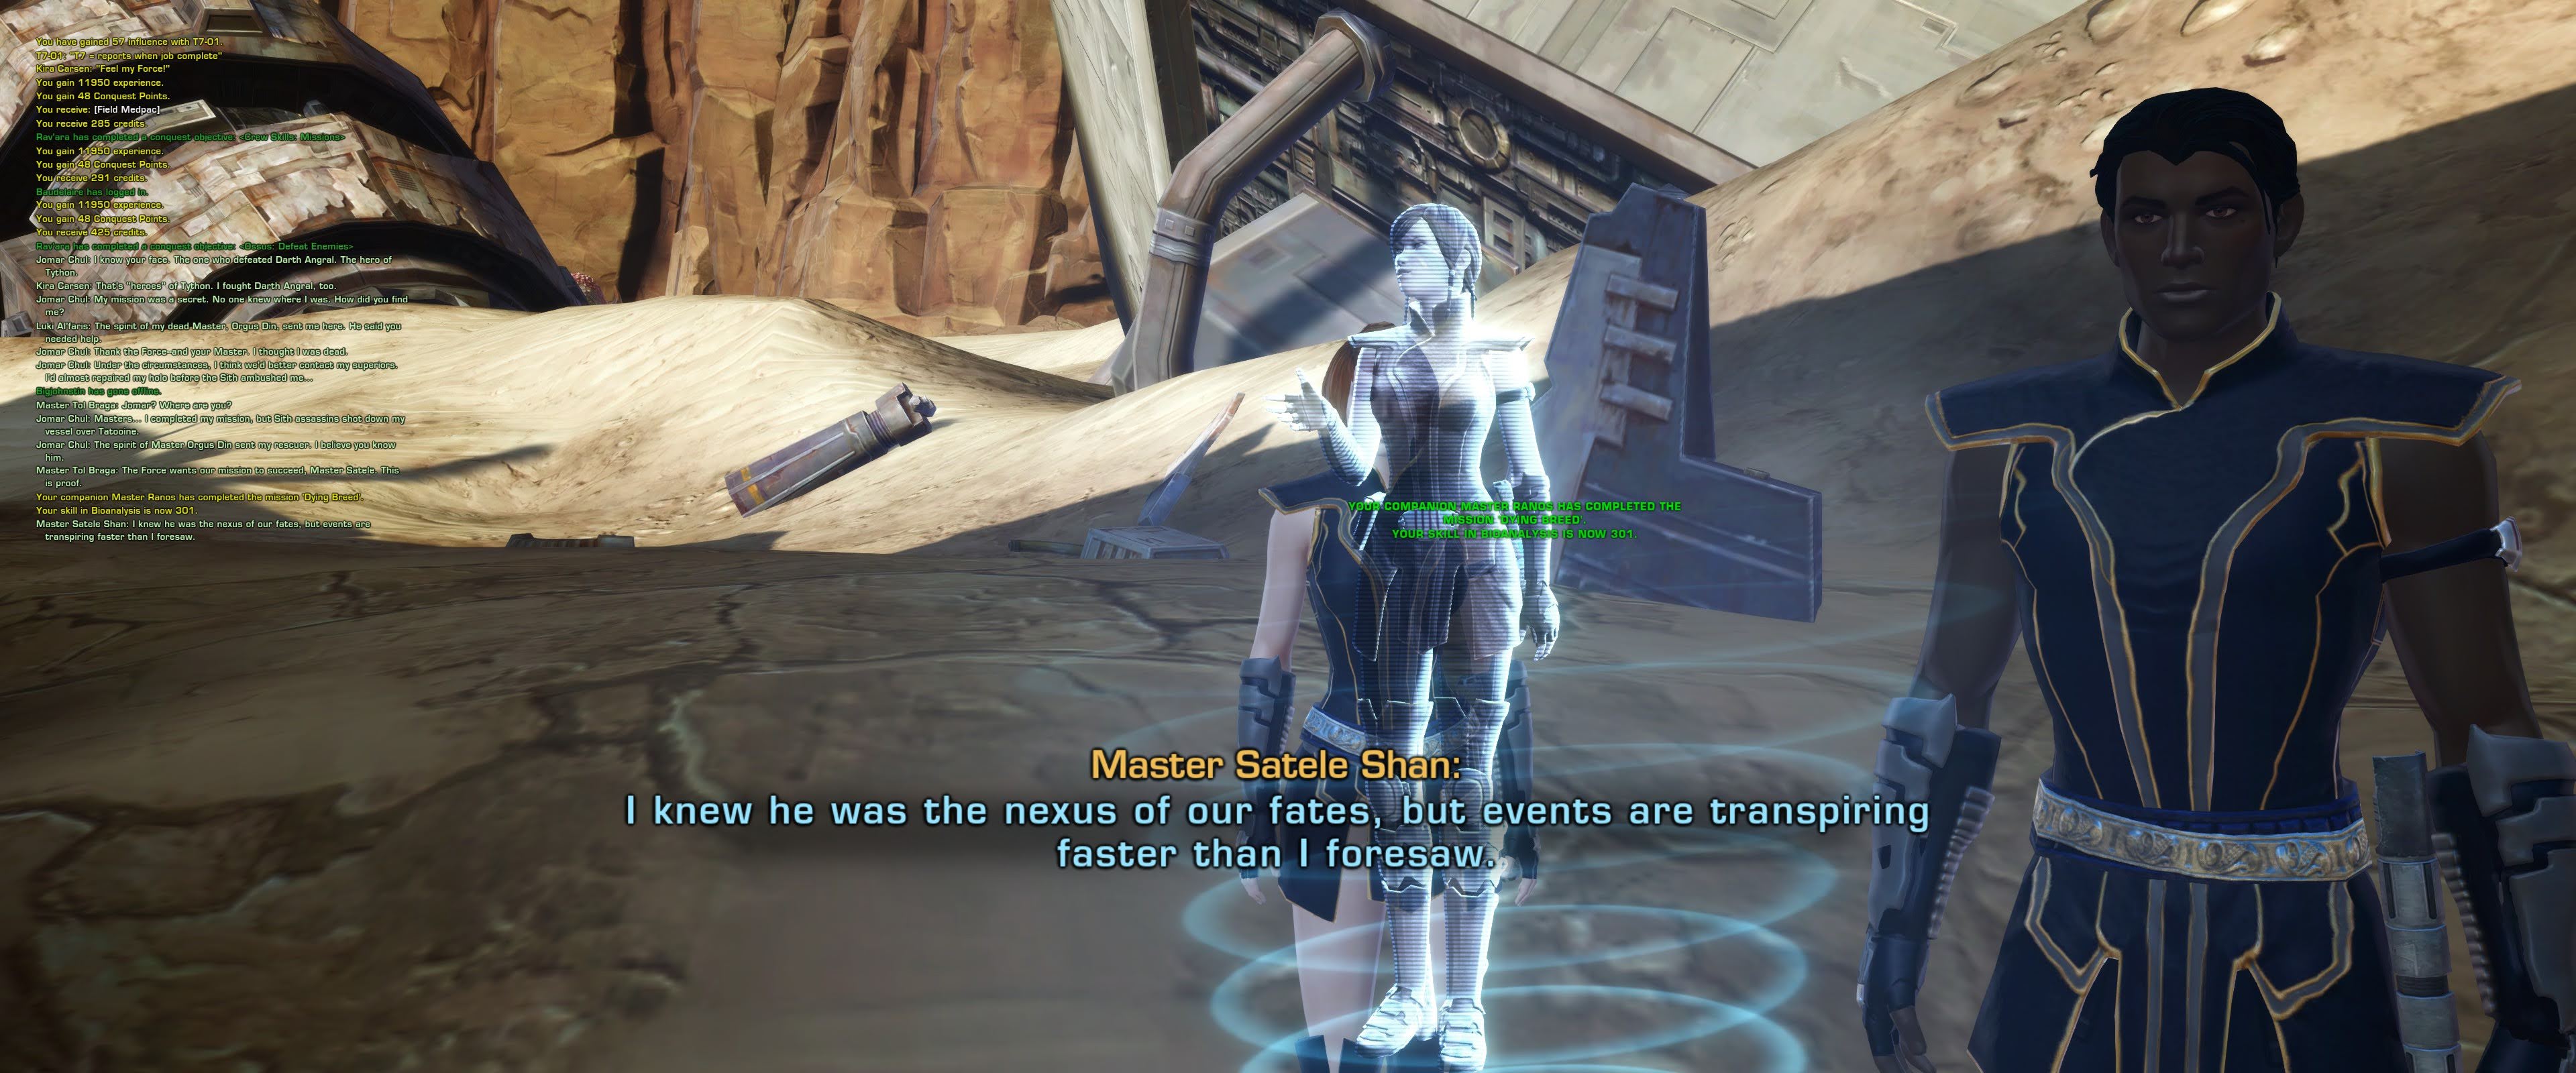 You have gained 57 influence with T7-01.
T7-01: "T7 = reports when job complete"
Kira Carsen: "Feel my Force!"
You gain 11950 experience.
You gain 48 Conquest Points.
You receive: [Field Medpac]
You receive 285 credits.
Rav'ara has completed a conquest objective: <Crew Skills: Missions>
You gain 11950 experience.
You gain 48 Conquest Points.
You receive 291 credits.
Baudelaire has logged in.
You gain 11950 experience.
You gain 48 Conquest Points.
You receive 425 credits.
Rav'ara has completed a conquest objective: <Ossus: Defeat Enemies>
Jomar Chul: I know your face. The one who defeated Darth Angral. The hero of
Tython.
Kira Carsen: That's "heroes" of Tython. I fought Darth Angral, too.
Jomar Chul: My mission was a secret. No one knew where I was. How did you find
me?
Luki Al'faris: The spirit of my dead Master, Orgus Din, sent me here. He said you
needed help.
Jomar Chul: Thank the Force–and your Master. I thought I was dead.
Jomar Chul: Under the circumstances, I think we'd better contact my superiors.
I'd almost repaired my holo before the Sith ambushed me...
has gone offline.
Master Tol Braga: Jomar? Where are you?
Jomar Chul: Masters... I completed my mission, but Sith assassins shot down my
vessel over Tatooine.
Jomar Chul: The spirit of Master Orgus Din sent my rescuer. I believe you know
him.
Master Tol Braga: The Force wants our mission to succeed, Master Satele. This
is proof.
Your companion Master Ranos has completed the mission 'Dying Breed'.
Your skill in Bioanalysis is now 301.
Master Satele Shan: I knew he was the nexus of our fates, but events are
transpiring faster than I foresaw.
YOUR COMPANION MASTER RANOS HAS COMPLETED THE
MISSION 'DYING BREED'.
YOUR SKILL IN BIOANALYSIS IS NOW 301.
Master Satele Shan:
I knew he was the nexus of our fates, but events are transpiring
faster than I foresaw.